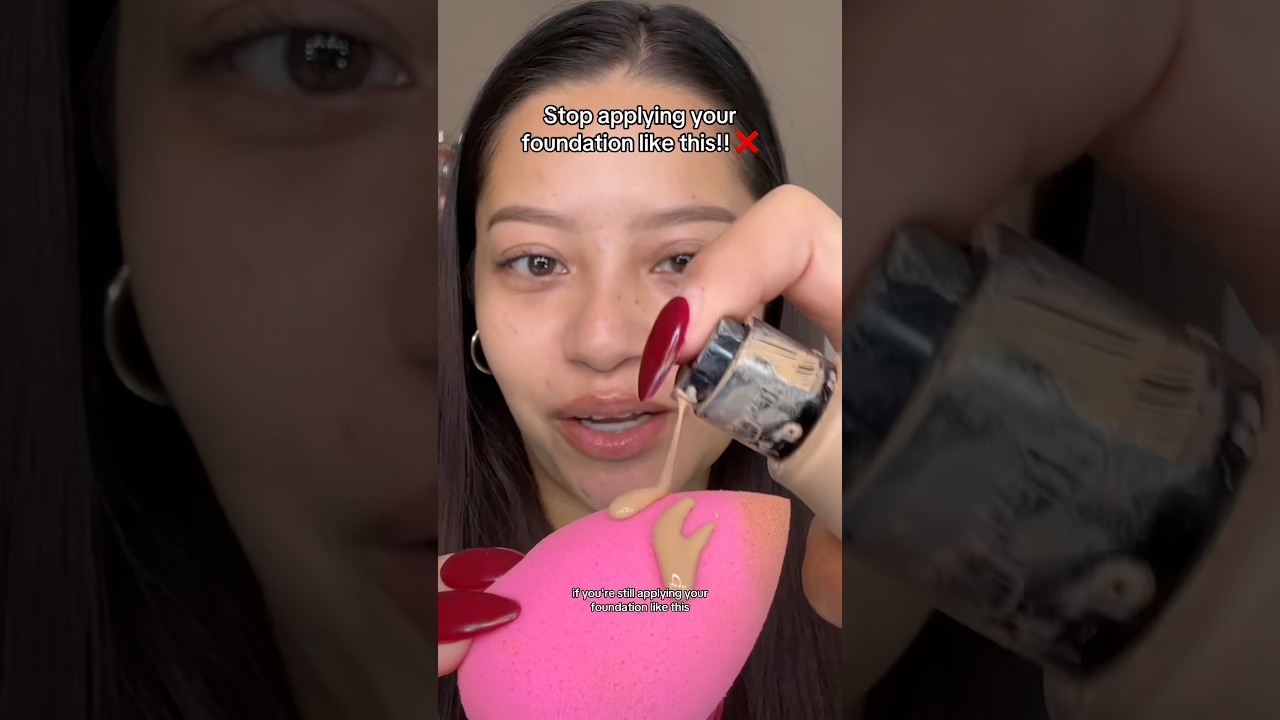 Stop applying your
foundation like this!! ❌
if you're still applying your
foundation like this